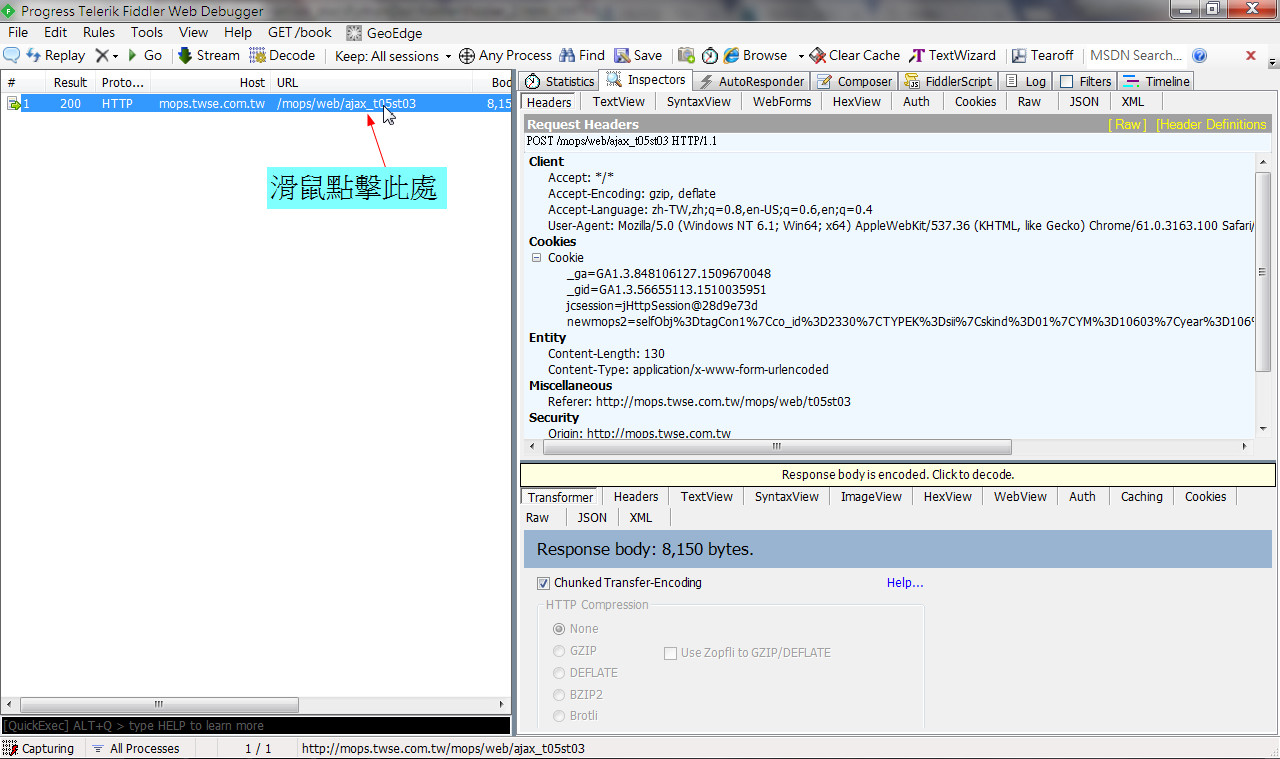 Progress Telerik Fiddler Web Debugger
File Edit Rules Tools View Help GET /book GeoEdge
Replay Go Stream Decode Keep: All sessions Any Process Find Save Browse Clear Cache TextWizard Tearoff MSDN Search...
# Result Proto... Host URL Bod
1 200 HTTP mops.twse.com.tw /mops/web/ajax_t05st03 8,15
滑鼠點擊此處
[QuickExec] ALT+Q > type HELP to learn more
Statistics Inspectors AutoResponder Composer FiddlerScript Log Filters Timeline
Headers TextView SyntaxView WebForms HexView Auth Cookies Raw JSON XML
Request Headers [ Raw ] [Header Definitions
POST /mops/web/ajax_t05st03 HTTP/1.1
Client
Accept: */*
Accept-Encoding: gzip, deflate
Accept-Language: zh-TW,zh;q=0.8,en-US;q=0.6,en;q=0.4
User-Agent: Mozilla/5.0 (Windows NT 6.1; Win64; x64) AppleWebKit/537.36 (KHTML, like Gecko) Chrome/61.0.3163.100 Safari/
Cookies
Cookie
_ga=GA1.3.848106127.1509670048
_gid=GA1.3.56655113.1510035951
jcsession=jHttpSession@28d9e73d
newmops2=selfObj%3DtagCon1%7Cco_id%3D2330%7CTYPEK%3Dsii%7Cskind%3D01%7CYM%3D10603%7Cyear%3D106%
Entity
Content-Length: 130
Content-Type: application/x-www-form-urlencoded
Miscellaneous
Referer: http://mops.twse.com.tw/mops/web/t05st03
Security
Origin: http://mops.twse.com.tw
Response body is encoded. Click to decode.
Transformer Headers TextView SyntaxView ImageView HexView WebView Auth Caching Cookies
Raw JSON XML
Response body: 8,150 bytes.
Chunked Transfer-Encoding Help...
HTTP Compression
None
GZIP Use Zopfli to GZIP/DEFLATE
DEFLATE
BZIP2
Brotli
Capturing All Processes 1 / 1 http://mops.twse.com.tw/mops/web/ajax_t05st03